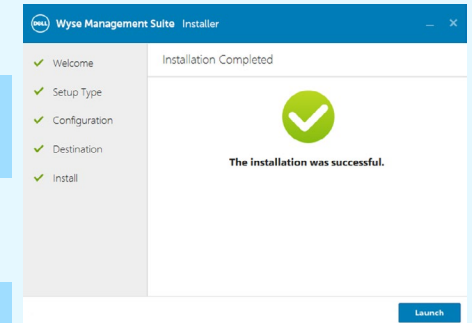 DELL Wyse Management Suite Installer
Welcome
Setup Type
Configuration
Destination
Install
Installation Completed
The installation was successful.
Launch